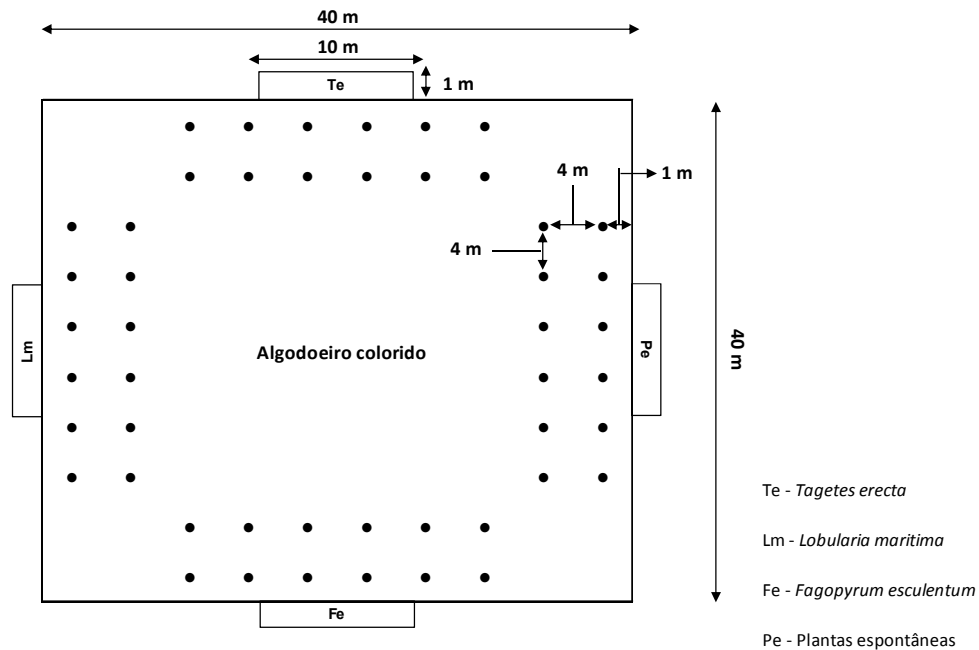 40 m
10 m
Te
1 m
4 m
1 m
4 m
Lm
Algodoeiro colorido
Pe
40 m
Te - Tagetes erecta
Lm - Lobularia maritima
Fe - Fagopyrum esculentum
Fe
Pe - Plantas espontâneas